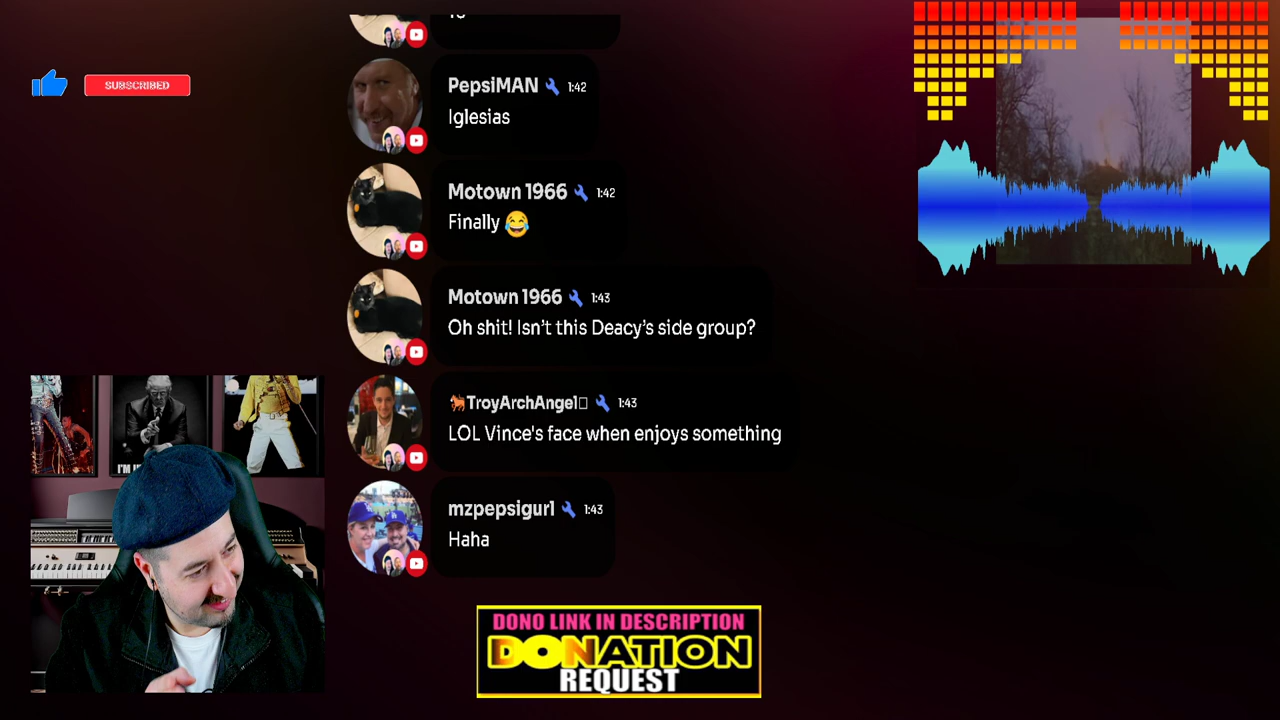 SUBSCRIBED
PepsiMAN 1:42
Iglesias
Motown 1966 1:42
Finally 😂
Motown 1966 1:43
Oh shit! Isn't this Deacy's side group?
🐂TroyArchAngel 1:43
LOL Vince's face when enjoys something
mzpepsigurl 1:43
Haha
DONO LINK IN DESCRIPTION
DONATION
REQUEST